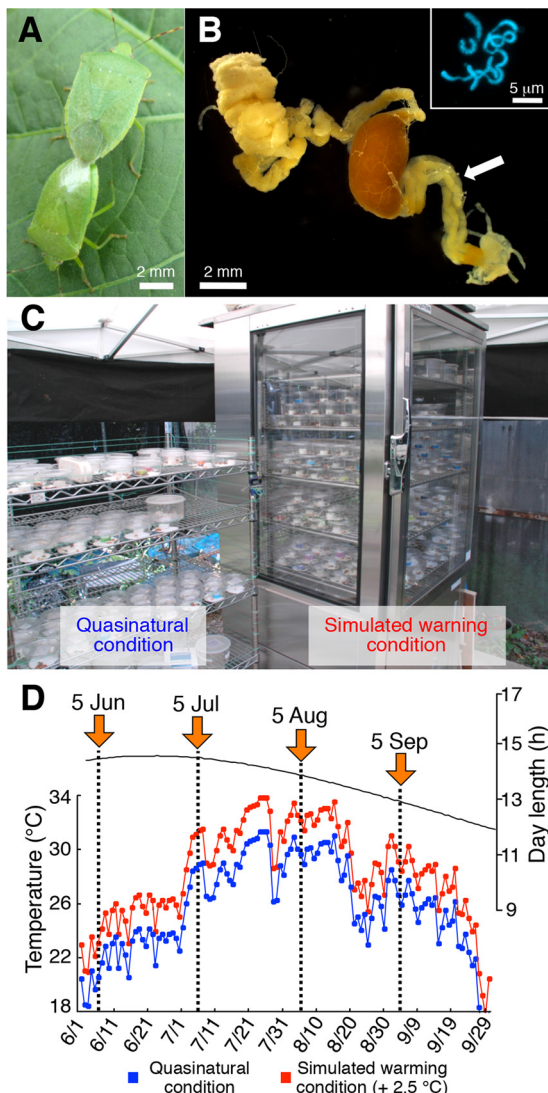 A
2 mm
B
5 μm
2 mm
C
Quasinatural
condition
Simulated warning
condition
D
5 Jun
5 Jul
5 Aug
5 Sep
17
15
13
11
9
Day length (h)
34
30
26
22
18
Temperature (°C)
6/1
6/11
6/21
7/1
7/11
7/21
7/31
8/10
8/20
8/30
9/9
9/19
9/29
Quasinatural
condition
Simulated warming
condition (+ 2.5 °C)